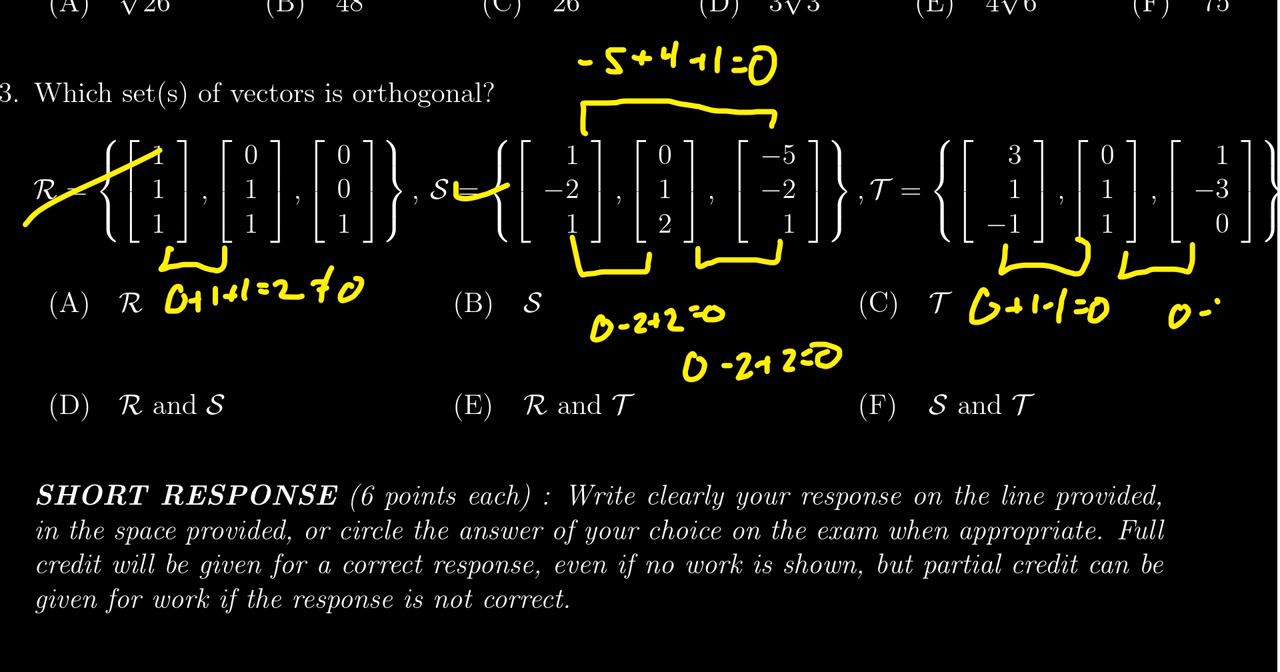 (A) √26 (B) 48 (C) 26 (D) 3√3 (E) 4√6 (F) 75
-5+4+1=0
3. Which set(s) of vectors is orthogonal?
R = { [1 1 1], [0 1 1], [0 0 1] }, S = { [1 −2 1], [0 1 2], [−5 −2 1] }, T = { [3 1 −1], [0 1 1], [1 −3 0] }
(A) R 0+1+1=2≠0 (B) S 0-2+2=0 (C) T 0+1-1=0 0-
0-2+2=0
(D) R and S (E) R and T (F) S and T
SHORT RESPONSE (6 points each) : Write clearly your response on the line provided,
in the space provided, or circle the answer of your choice on the exam when appropriate. Full
credit will be given for a correct response, even if no work is shown, but partial credit can be
given for work if the response is not correct.